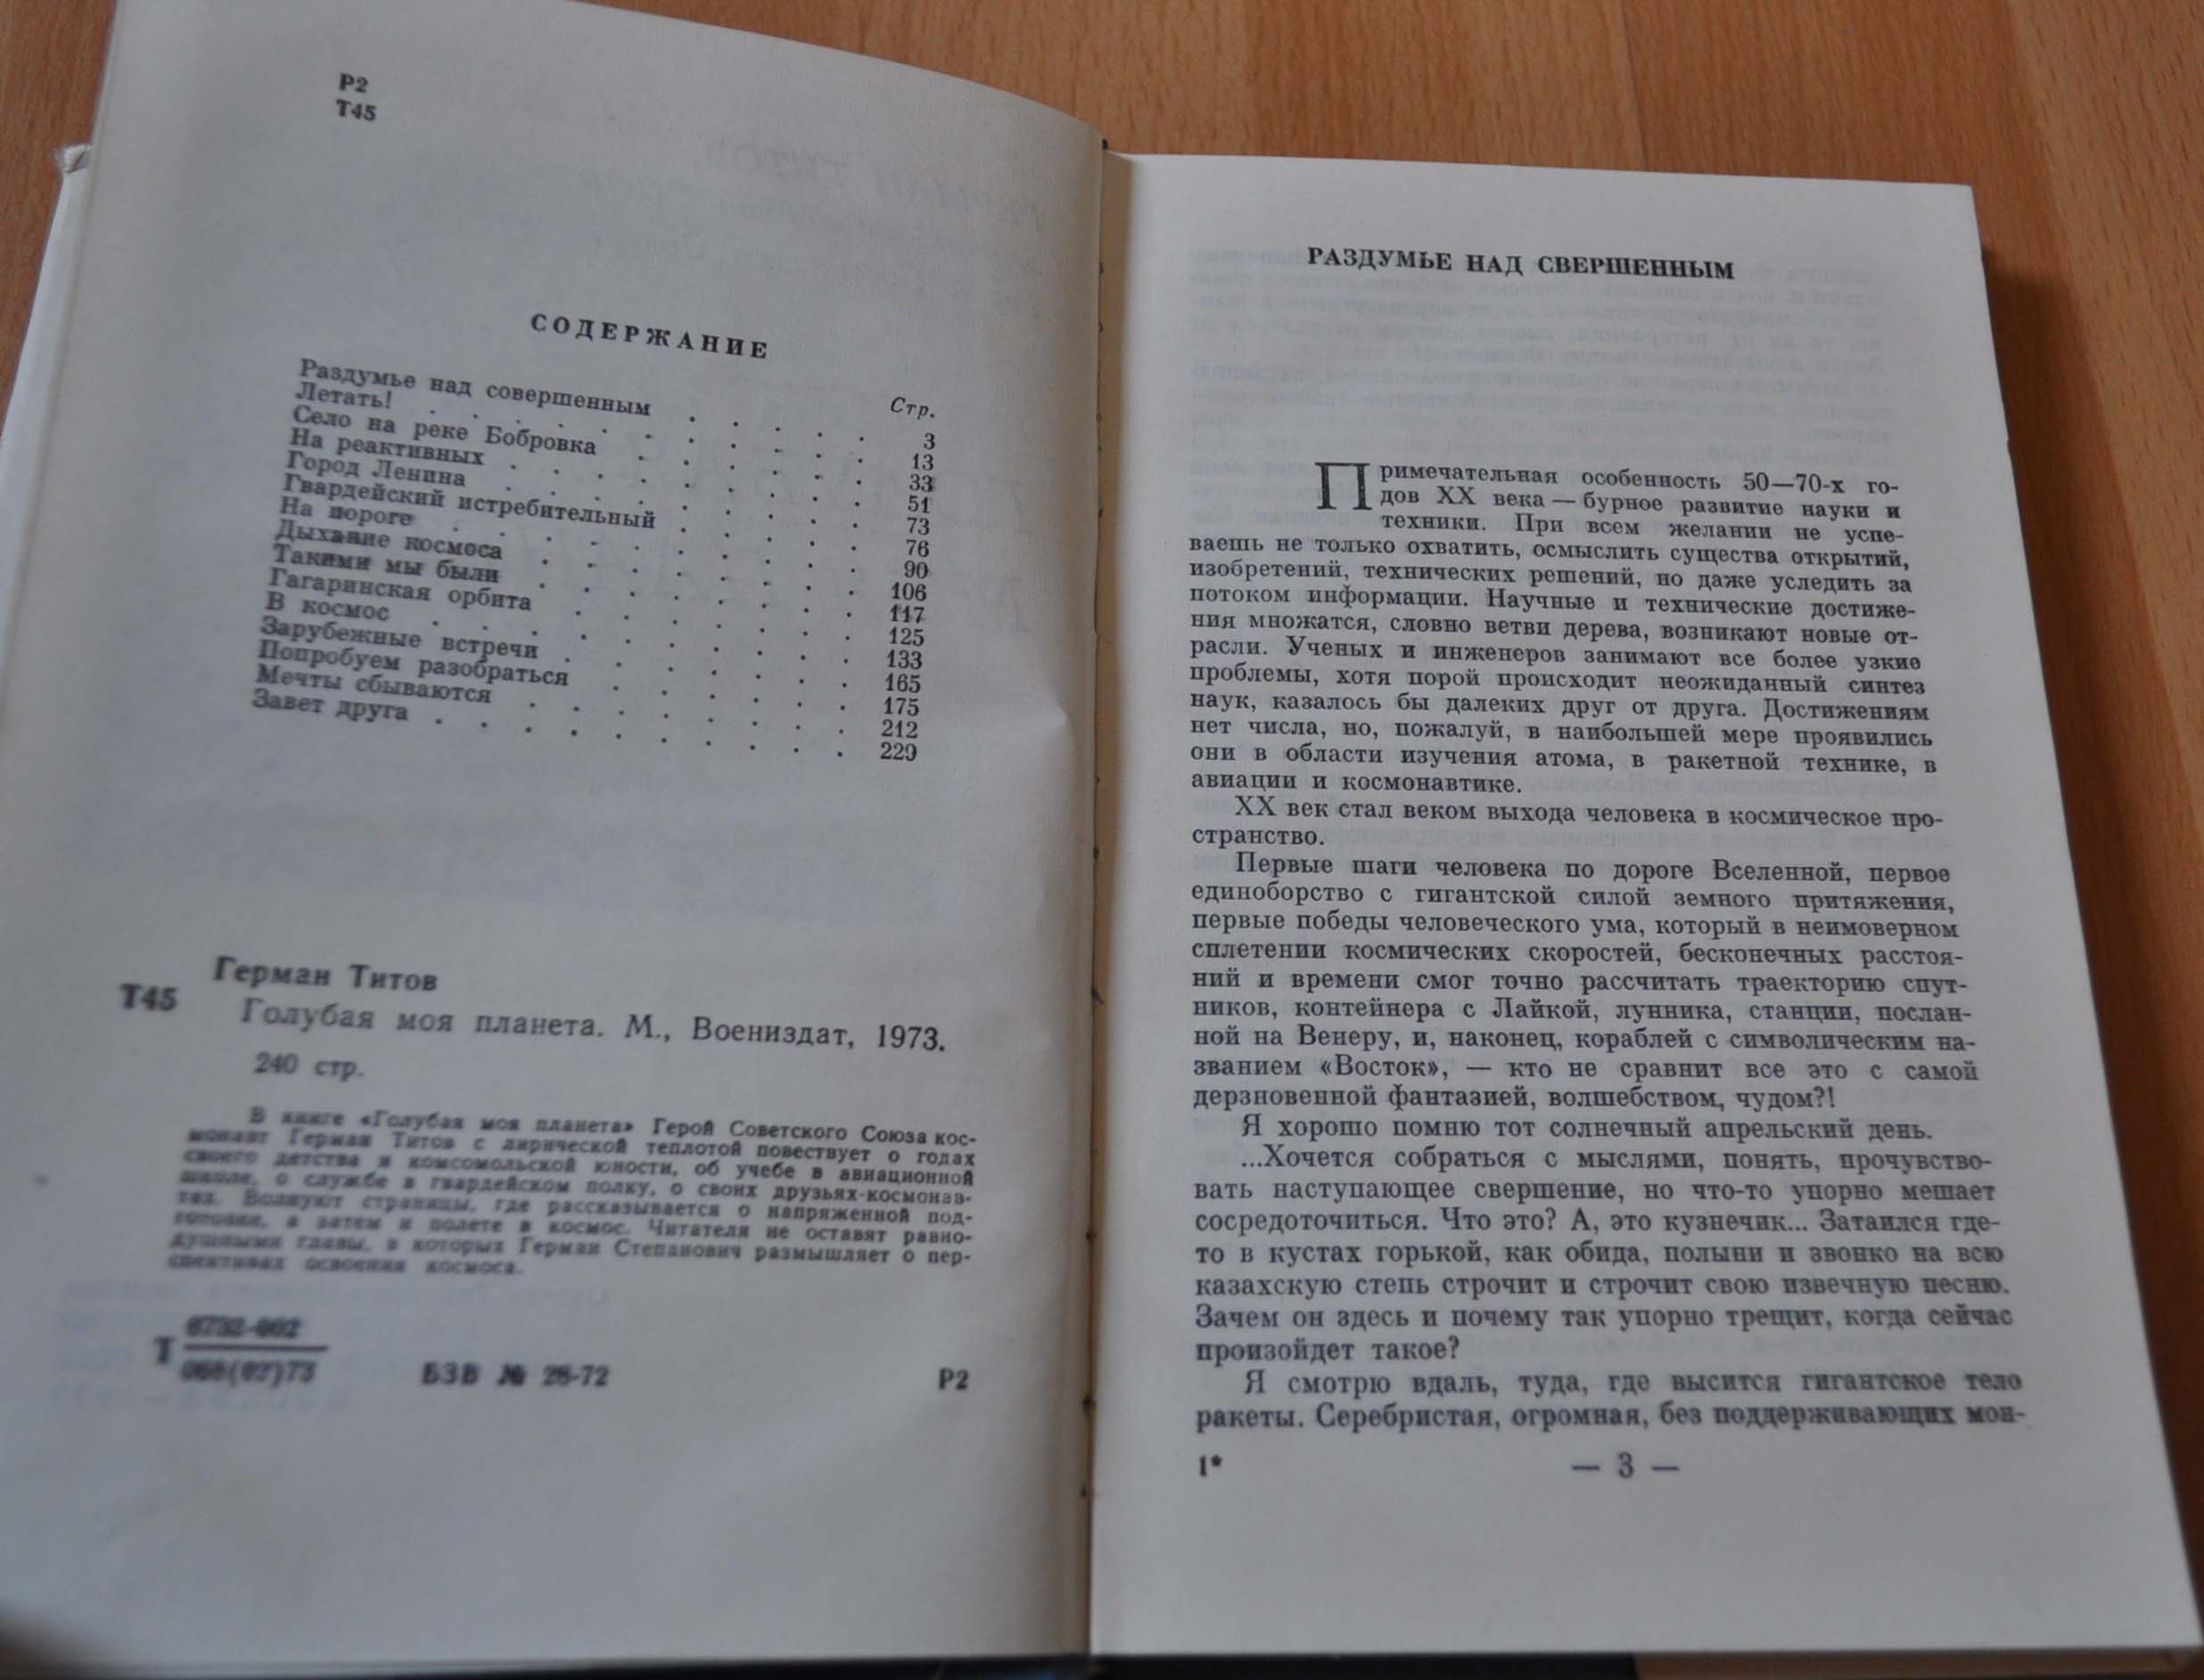 Р2
Т45
СОДЕРЖАНИЕ
Стр.
Раздумье над совершенным . . . . . 3
Летать! . . . . . . . . . . 13
Село на реке Бобровка . . . . . . 33
На реактивных . . . . . . . . . 51
Город Ленина . . . . . . . . . 73
Гвардейский истребительный . . . . . 76
На пороге . . . . . . . . . . 90
Дыхание космоса . . . . . . . . 106
Такими мы были . . . . . . . . 117
Гагаринская орбита . . . . . . . 125
В космос . . . . . . . . . . 133
Зарубежные встречи . . . . . . . 165
Попробуем разобраться . . . . . . 175
Мечты сбываются . . . . . . . . 212
Завет друга . . . . . . . . . . 229
Герман Титов
Т45 Голубая моя планета. М., Воениздат, 1973.
240 стр.
В книге «Голубая моя планета» Герой Советского Союза кос-
монавт Герман Титов с лирической теплотой повествует о годах
своего детства и комсомольской юности, об учебе в авиационной
школе, о службе в гвардейском полку, о своих друзьях-космонав-
тах. Волнуют страницы, где рассказывается о напряженной под-
готовке, а затем и полете в космос. Читателя не оставят равно-
душными главы, в которых Герман Степанович размышляет о пер-
спективах освоения космоса.
Т 0732-002
068(02)73 БЗВ № 28-72 Р2
РАЗДУМЬЕ НАД СВЕРШЕННЫМ
Примечательная особенность 50—70-х го-
дов XX века — бурное развитие науки и
техники. При всем желании не успе-
ваешь не только охватить, осмыслить существа открытий,
изобретений, технических решений, но даже уследить за
потоком информации. Научные и технические достиже-
ния множатся, словно ветви дерева, возникают новые от-
расли. Ученых и инженеров занимают все более узкие
проблемы, хотя порой происходит неожиданный синтез
наук, казалось бы далеких друг от друга. Достижениям
нет числа, но, пожалуй, в наибольшей мере проявились
они в области изучения атома, в ракетной технике, в
авиации и космонавтике.
XX век стал веком выхода человека в космическое про-
странство.
Первые шаги человека по дороге Вселенной, первое
единоборство с гигантской силой земного притяжения,
первые победы человеческого ума, который в неимоверном
сплетении космических скоростей, бесконечных расстоя-
ний и времени смог точно рассчитать траекторию спут-
ников, контейнера с Лайкой, лунника, станции, послан-
ной на Венеру, и, наконец, кораблей с символическим на-
званием «Восток», — кто не сравнит все это с самой
дерзновенной фантазией, волшебством, чудом?!
Я хорошо помню тот солнечный апрельский день.
...Хочется собраться с мыслями, понять, прочувство-
вать наступающее свершение, но что-то упорно мешает
сосредоточиться. Что это? А, это кузнечик... Затаился где-
то в кустах горькой, как обида, полыни и звонко на всю
казахскую степь строчит и строчит свою извечную песню.
Зачем он здесь и почему так упорно трещит, когда сейчас
произойдет такое?
Я смотрю вдаль, туда, где высится гигантское тело
ракеты. Серебристая, огромная, без поддерживающих мон-
1*
— 3 —